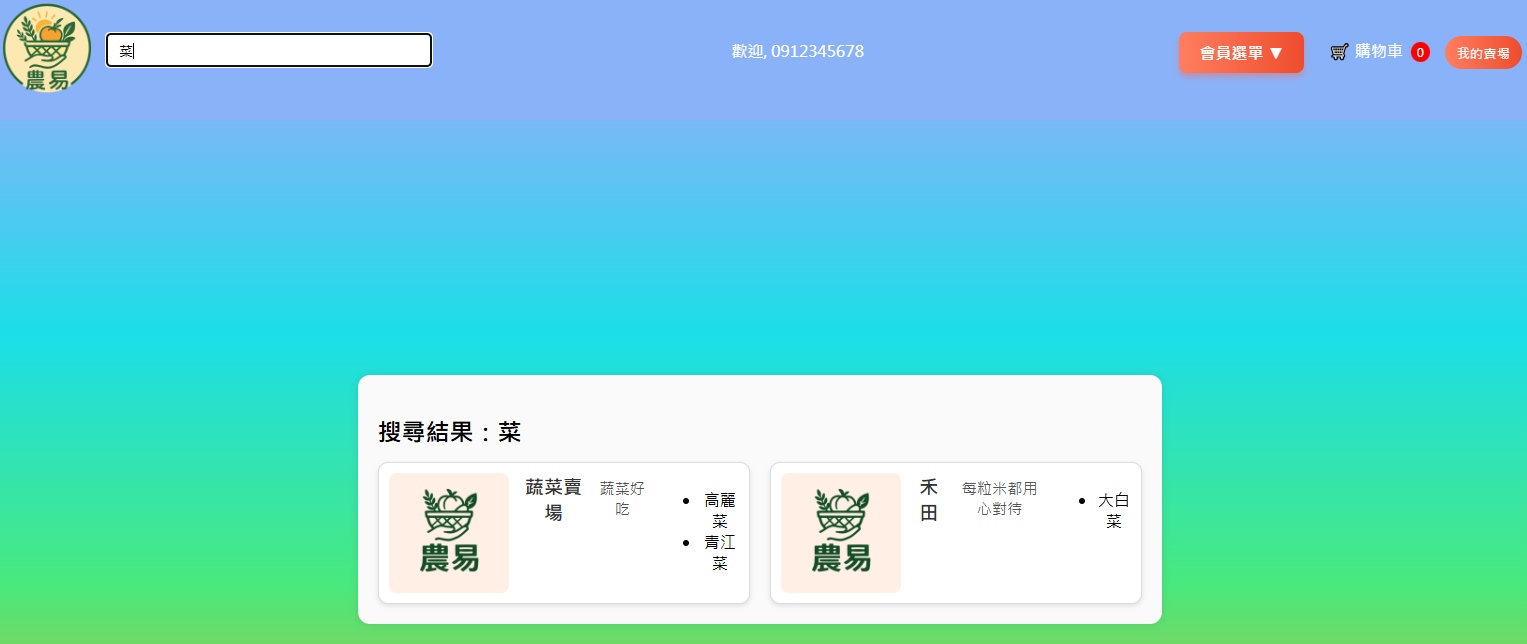 農易
菜
歡迎, 0912345678
會員選單 ▼
購物車 0
我的賣場
搜尋結果：菜
農易
蔬菜賣
場
蔬菜好
吃
• 高麗
菜
• 青江
菜
農易
禾
田
每粒米都用
心對待
• 大白
菜